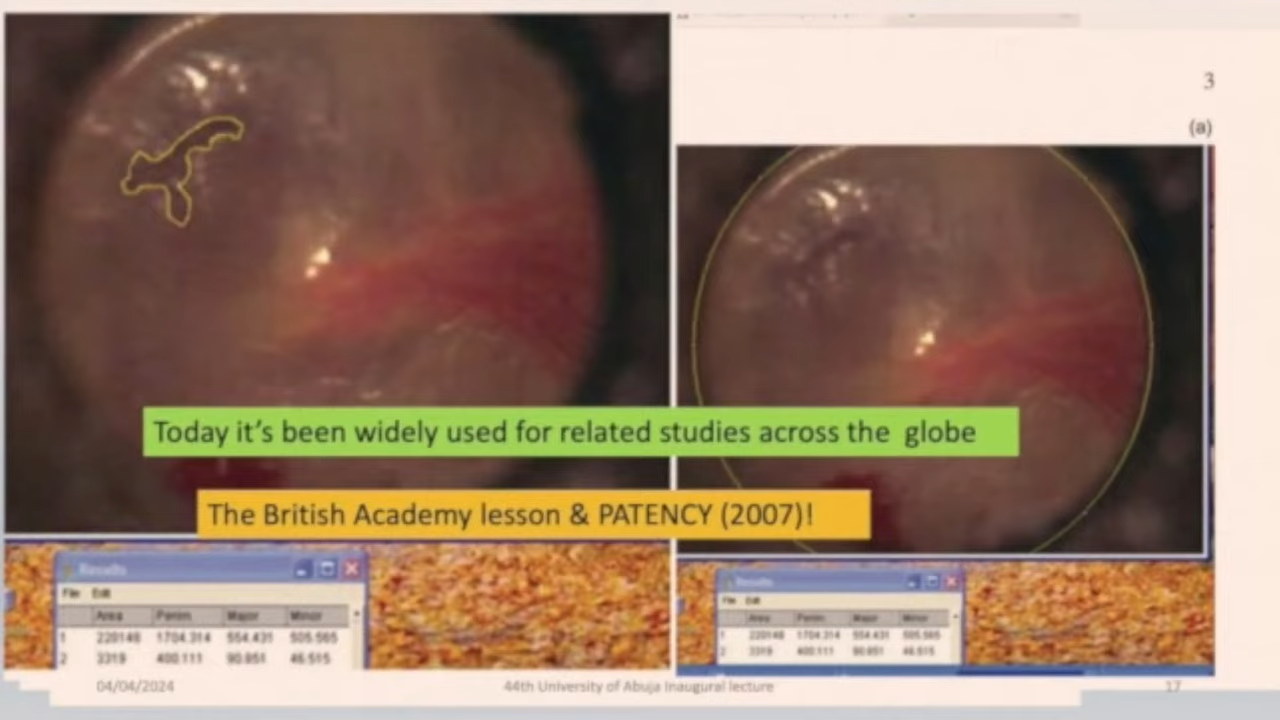 3
(a)
Today it's been widely used for related studies across the globe
The British Academy lesson & PATENCY (2007)!
Results
File Edit
Area Perim Major Minor
1 220148 1704.314 554.431 505.565
2 3319 400.111 90.851 46.515
Results
File Edit
Area Perim Major Minor
1 220148 1704.314 554.431 505.565
2 3319 400.111 90.851 46.515
04/04/2024 44th University of Abuja Inaugural lecture 17